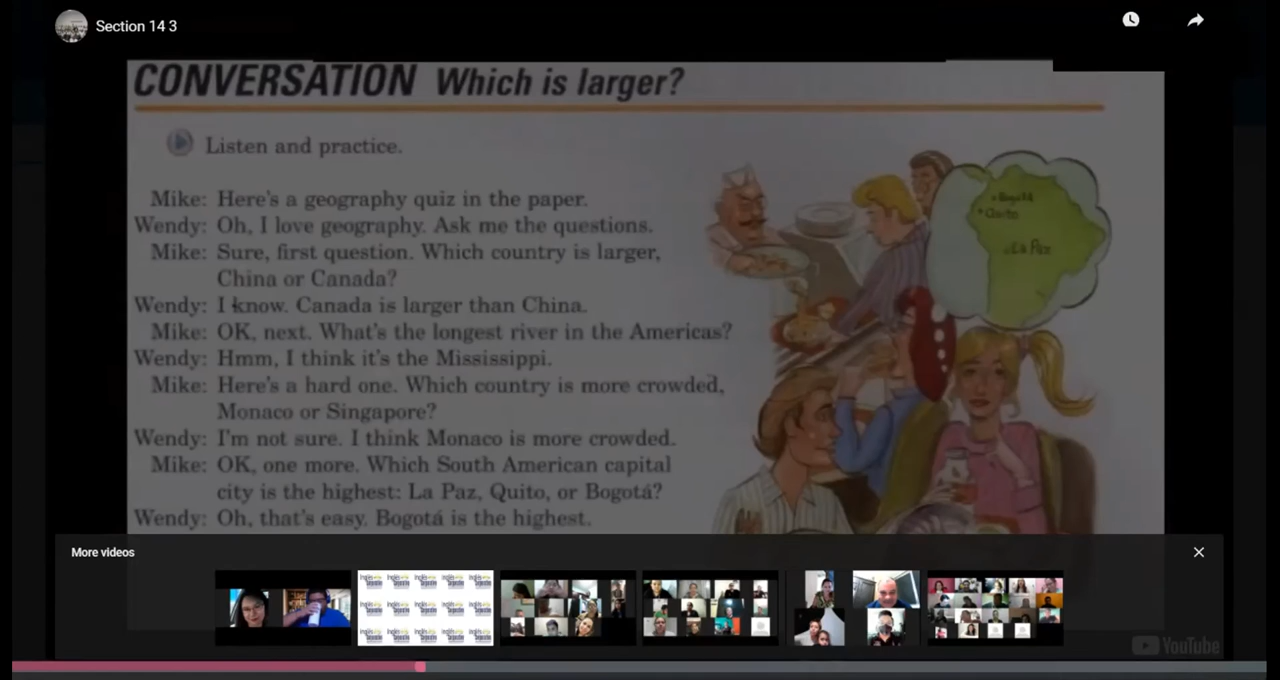 Section 14 3
CONVERSATION Which is larger?
Listen and practice.
Mike: Here's a geography quiz in the paper.
Wendy: Oh, I love geography. Ask me the questions.
Mike: Sure, first question. Which country is larger,
China or Canada?
Wendy: I know. Canada is larger than China.
Mike: OK, next. What's the longest river in the Americas?
Wendy: Hmm, I think it's the Mississippi.
Mike: Here's a hard one. Which country is more crowded,
Monaco or Singapore?
Wendy: I'm not sure. I think Monaco is more crowded.
Mike: OK, one more. Which South American capital
city is the highest: La Paz, Quito, or Bogotá?
Wendy: Oh, that's easy. Bogotá is the highest.
Bogotá
Quito
La Paz
More videos
YouTube